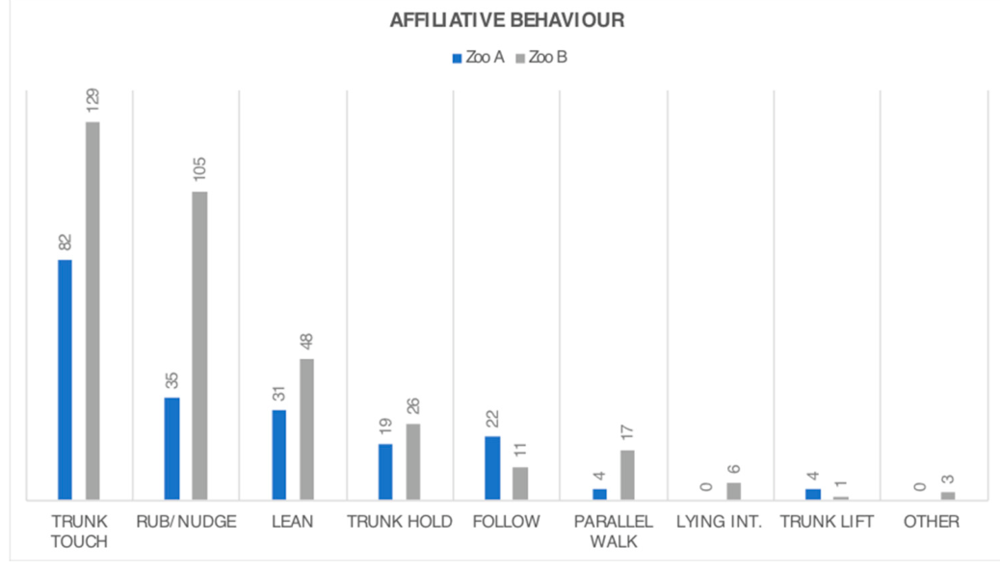 AFFILIATIVE BEHAVIOUR
Zoo A Zoo B
82 129
35 105
31 48
19 26
22 11
4 17
0 6
4 1
0 3
TRUNK TOUCH
RUB/NUDGE
LEAN
TRUNK HOLD
FOLLOW
PARALLEL WALK
LYING INT.
TRUNK LIFT
OTHER